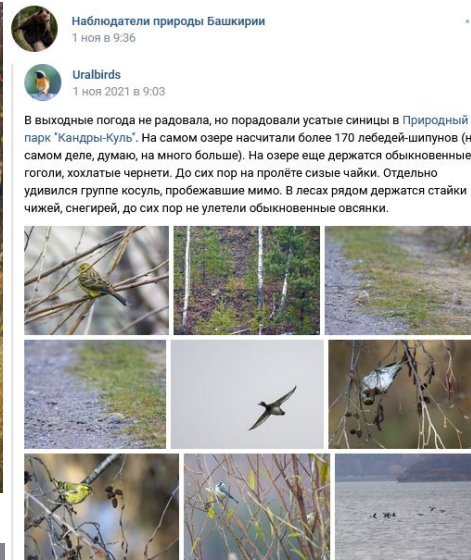 Наблюдатели природы Башкирии
1 ноя в 9:36
Uralbirds
1 ноя 2021 в 9:03
В выходные погода не радовала, но порадовали усатые синицы в Природный
парк "Кандры-Куль". На самом озере насчитали более 170 лебедей-шипунов (н
самом деле, думаю, на много больше). На озере еще держатся обыкновенные
гоголи, хохлатые чернети. До сих пор на пролёте сизые чайки. Отдельно
удивился группе косуль, пробежавшие мимо. В лесах рядом держатся стайки
чижей, снегирей, до сих пор не улетели обыкновенные овсянки.